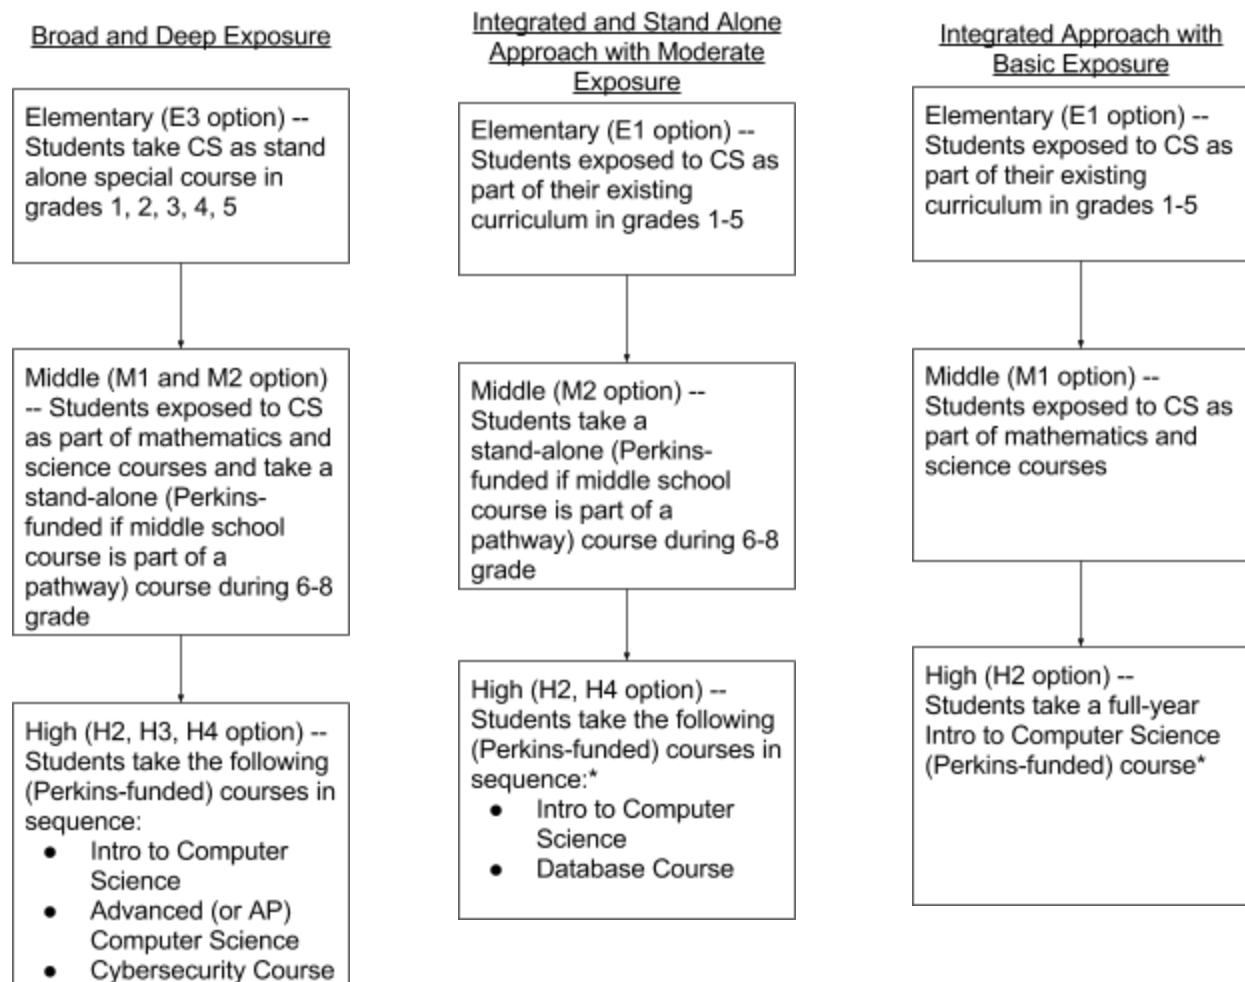 Broad and Deep Exposure
Elementary (E3 option) --
Students take CS as stand
alone special course in
grades 1, 2, 3, 4, 5
Middle (M1 and M2 option)
-- Students exposed to CS
as part of mathematics and
science courses and take a
stand-alone (Perkins-
funded if middle school
course is part of a
pathway) course during 6-8
grade
High (H2, H3, H4 option) --
Students take the following
(Perkins-funded) courses in
sequence:
● Intro to Computer
Science
● Advanced (or AP)
Computer Science
● Cybersecurity Course
Integrated and Stand Alone
Approach with Moderate
Exposure
Elementary (E1 option) --
Students exposed to CS as
part of their existing
curriculum in grades 1-5
Middle (M2 option) --
Students take a
stand-alone (Perkins-
funded if middle school
course is part of a
pathway) course during 6-8
grade
High (H2, H4 option) --
Students take the following
(Perkins-funded) courses in
sequence:*
● Intro to Computer
Science
● Database Course
Integrated Approach with
Basic Exposure
Elementary (E1 option) --
Students exposed to CS as
part of their existing
curriculum in grades 1-5
Middle (M1 option) --
Students exposed to CS as
part of mathematics and
science courses
High (H2 option) --
Students take a full-year
Intro to Computer Science
(Perkins-funded) course*